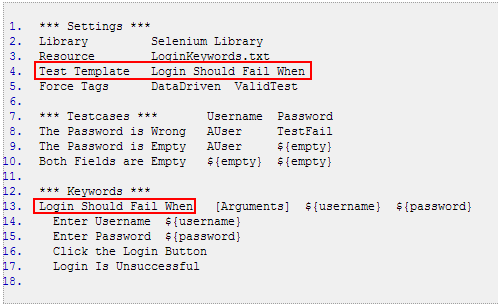 1. *** Settings ***
2. Library Selenium Library
3. Resource LoginKeywords.txt
4. Test Template Login Should Fail When
5. Force Tags DataDriven ValidTest
6.
7. *** Testcases *** Username Password
8. The Password is Wrong AUser TestFail
9. The Password is Empty AUser ${empty}
10. Both Fields are Empty ${empty} ${empty}
11.
12. *** Keywords ***
13. Login Should Fail When [Arguments] ${username} ${password}
14. Enter Username ${username}
15. Enter Password ${password}
16. Click the Login Button
17. Login Is Unsuccessful
18.